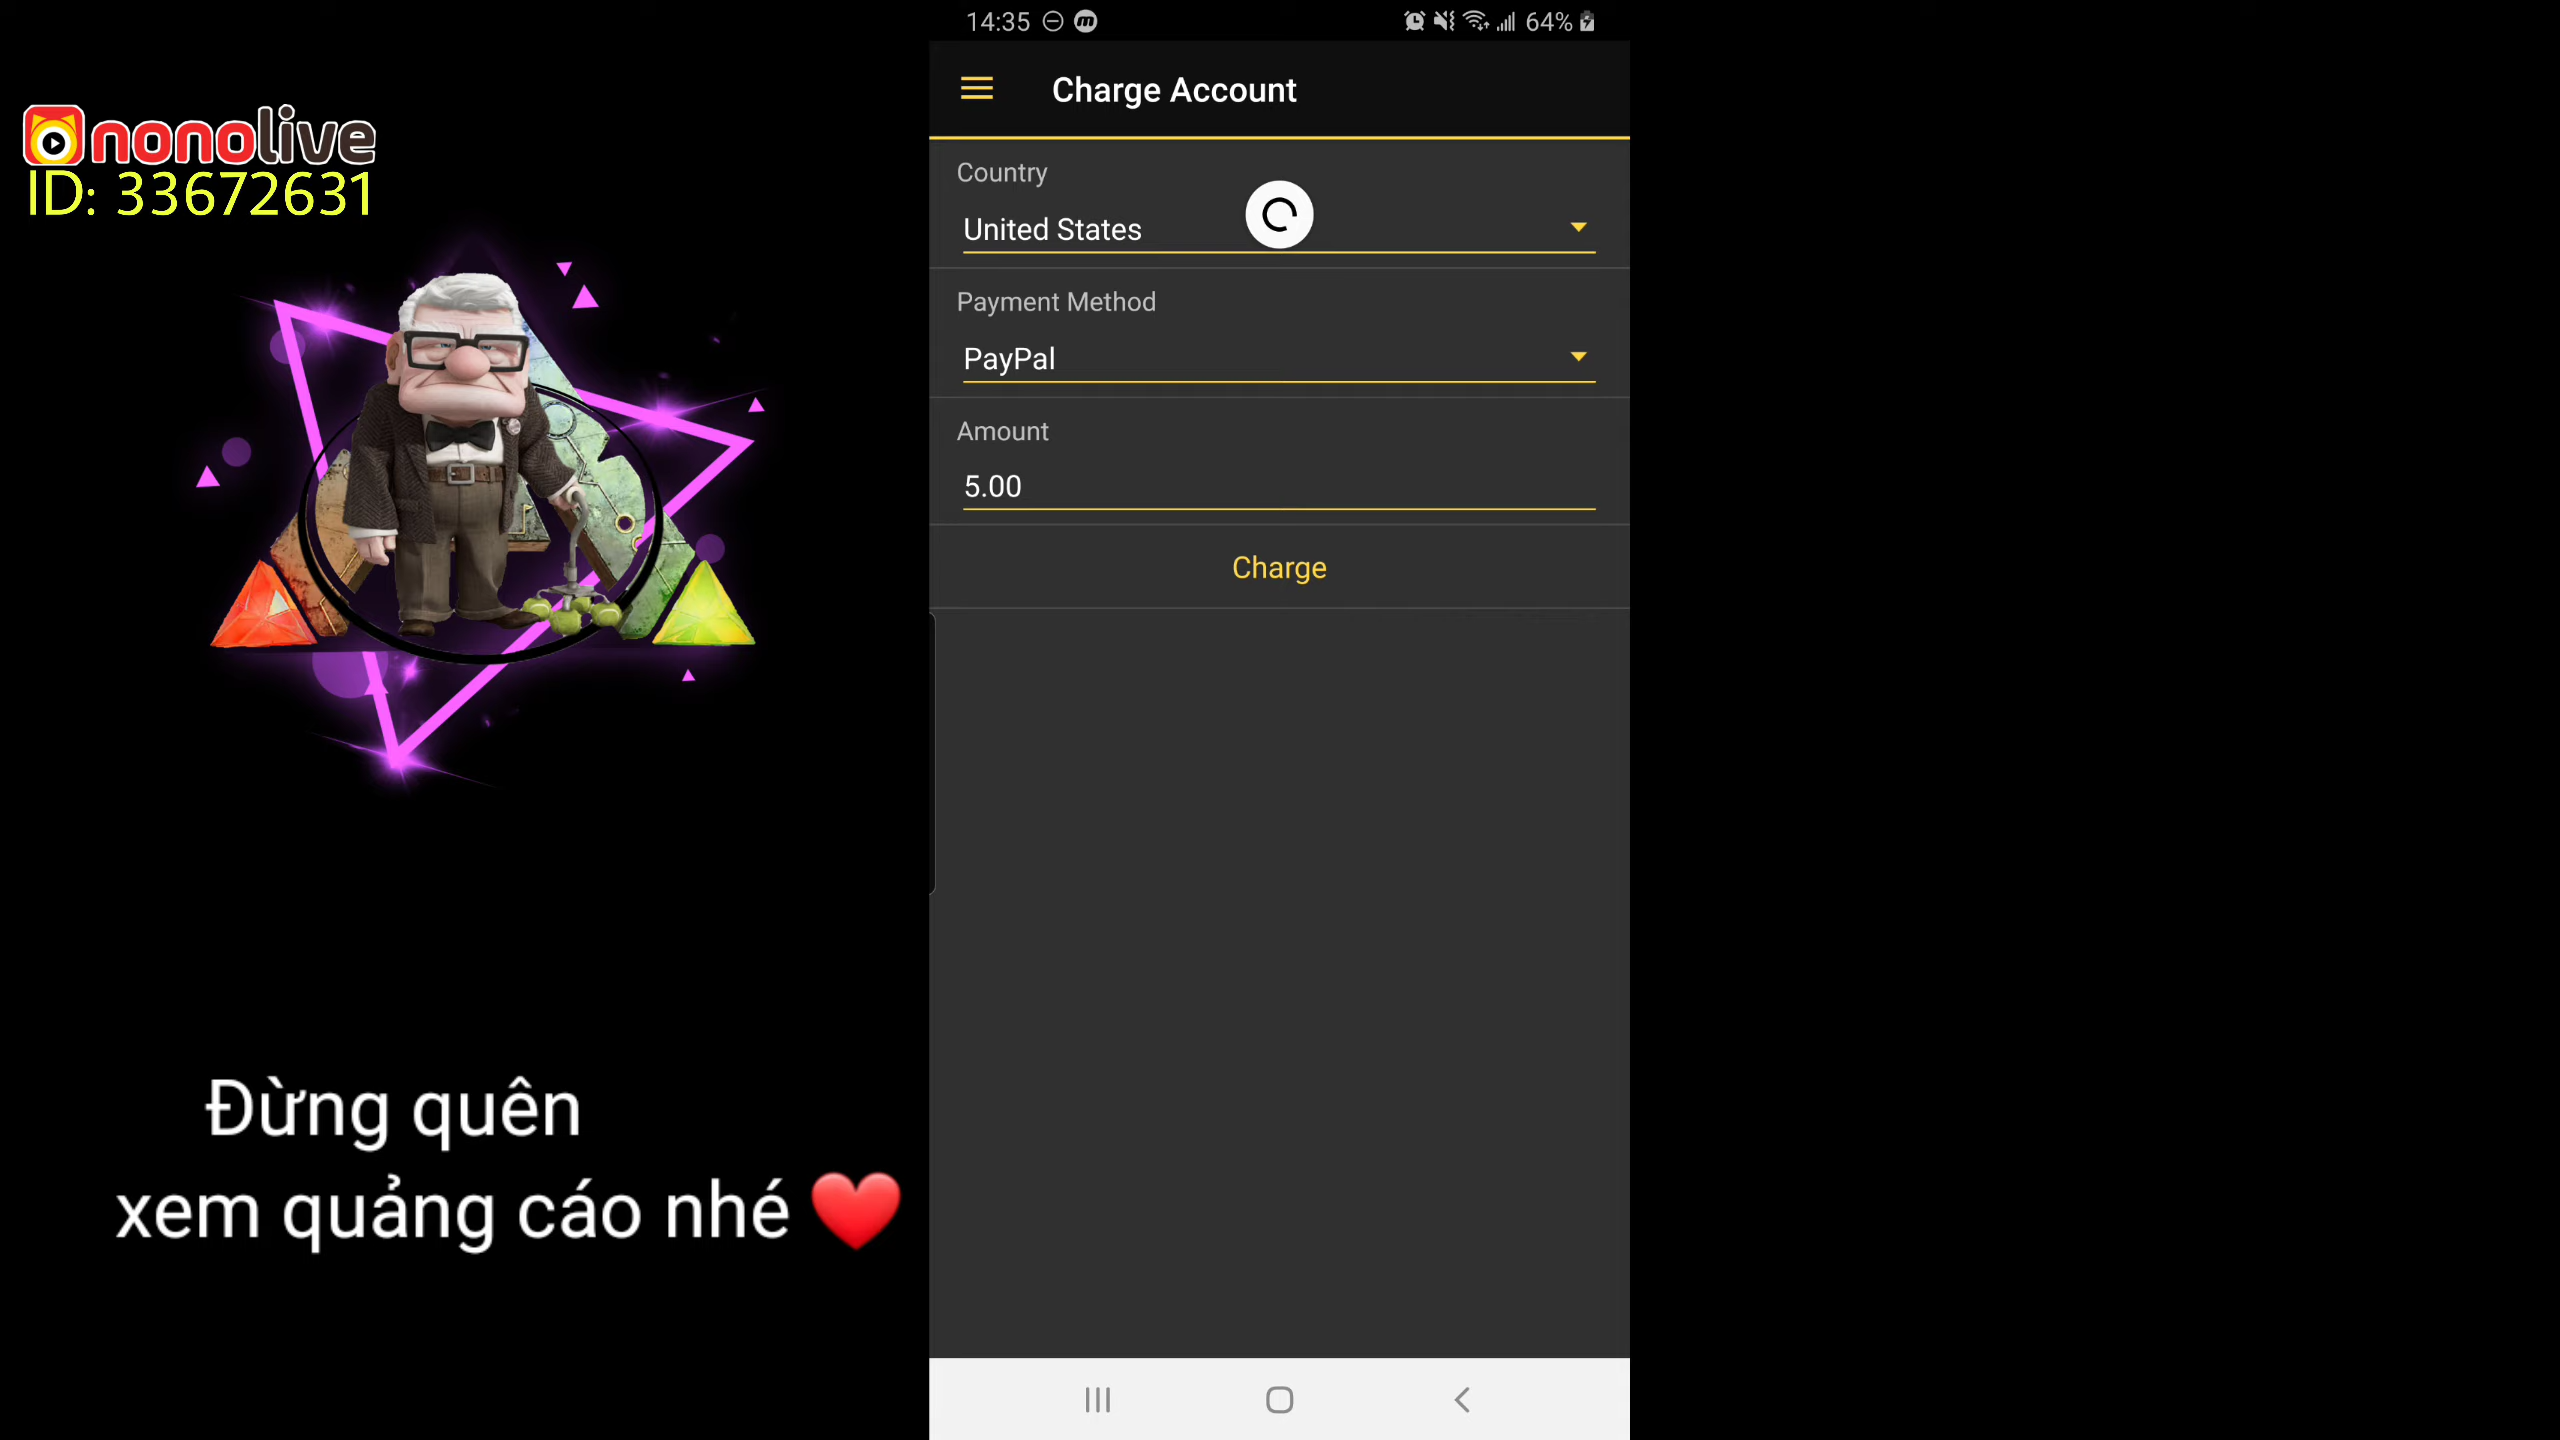 nonolive
ID: 33672631
Đừng quên
xem quảng cáo nhé
14:35
64%
Charge Account
Country
United States
Payment Method
PayPal
Amount
5.00
Charge